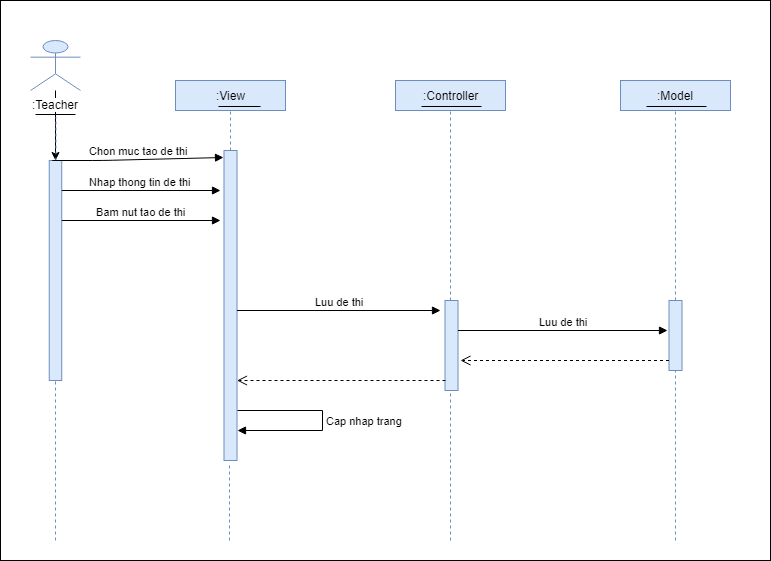 :Teacher
:View
:Controller
:Model
Chon muc tao de thi
Nhap thong tin de thi
Bam nut tao de thi
Luu de thi
Luu de thi
Cap nhap trang